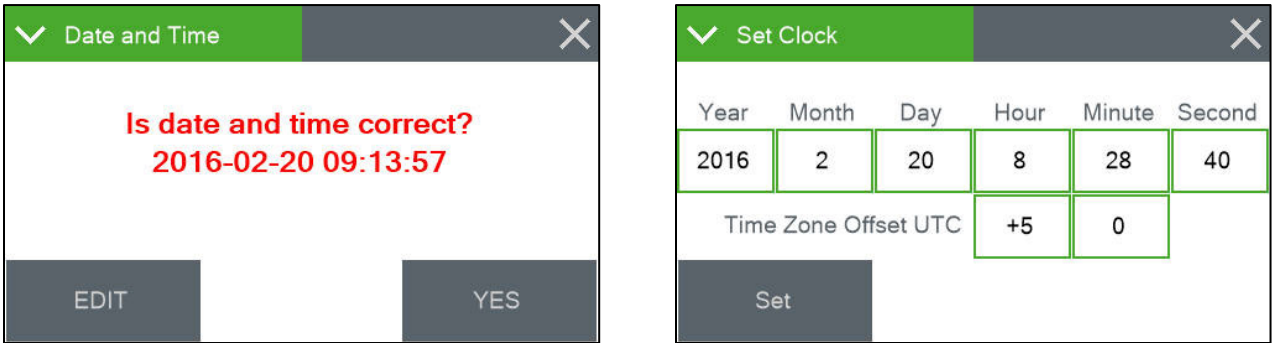 Date and Time
Is date and time correct?
2016-02-20 09:13:57
EDIT YES
Set Clock
Year Month Day Hour Minute Second
2016 2 20 8 28 40
Time Zone Offset UTC +5 0
Set